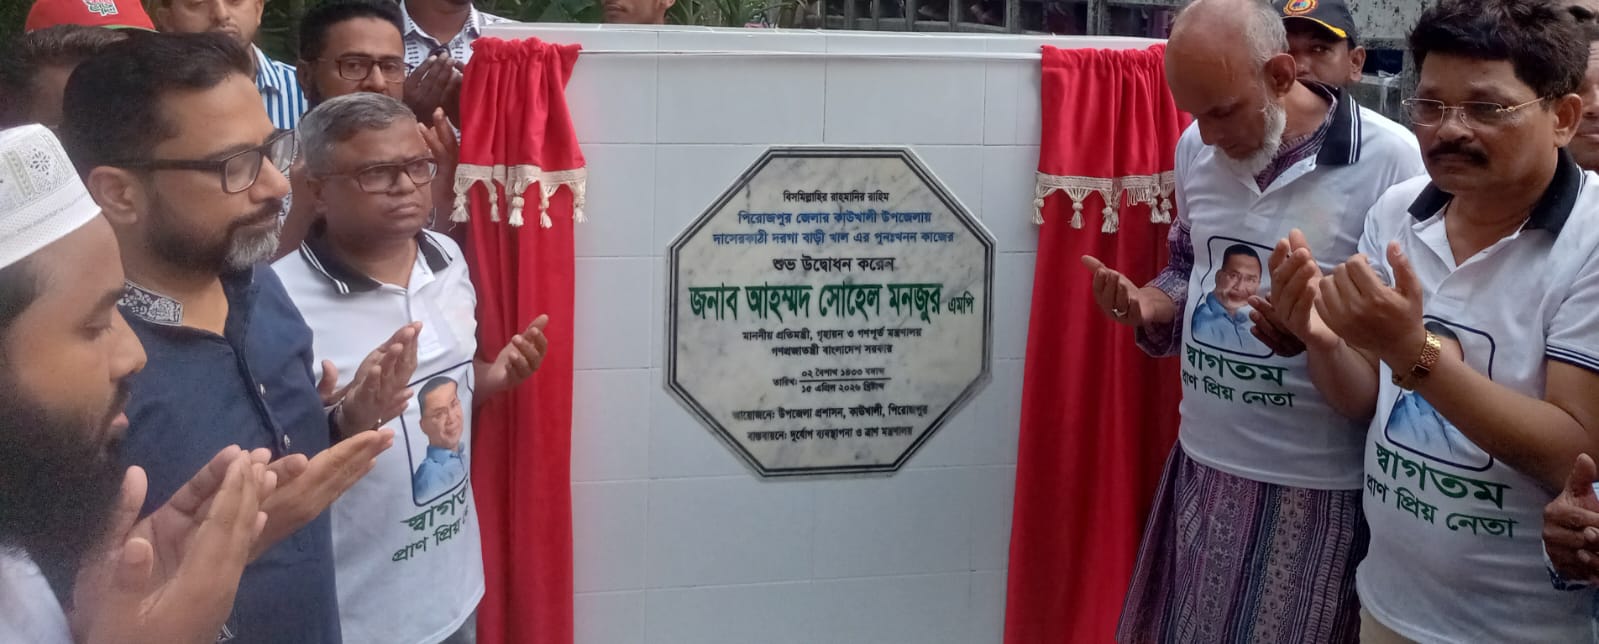 বিসমিল্লাহির রাহমানির রাহিম
পিরোজপুর জেলার কাউখালী উপজেলায়
দাসেরকাঠী দরগা বাড়ী খাল এর পুনঃখনন কাজের
শুভ উদ্বোধন করেন
জনাব আহম্মদ সোহেল মনজুর এমপি
মাননীয় প্রতিমন্ত্রী, গৃহায়ন ও গণপূর্ত মন্ত্রণালয়
গণপ্রজাতন্ত্রী বাংলাদেশ সরকার
০২ বৈশাখ ১৪৩৩ বঙ্গাব্দ
তারিখ:
১৫ এপ্রিল ২০২৬ খ্রিষ্টাব্দ
আয়োজনে: উপজেলা প্রশাসন, কাউখালী, পিরোজপুর
বাস্তবায়নে: দুর্যোগ ব্যবস্থাপনা ও ত্রাণ মন্ত্রণালয়
স্বাগতম
প্রাণ প্রিয়
স্বাগতম
প্রাণ প্রিয় নেতা
স্বাগতম
প্রাণ প্রিয় নেতা